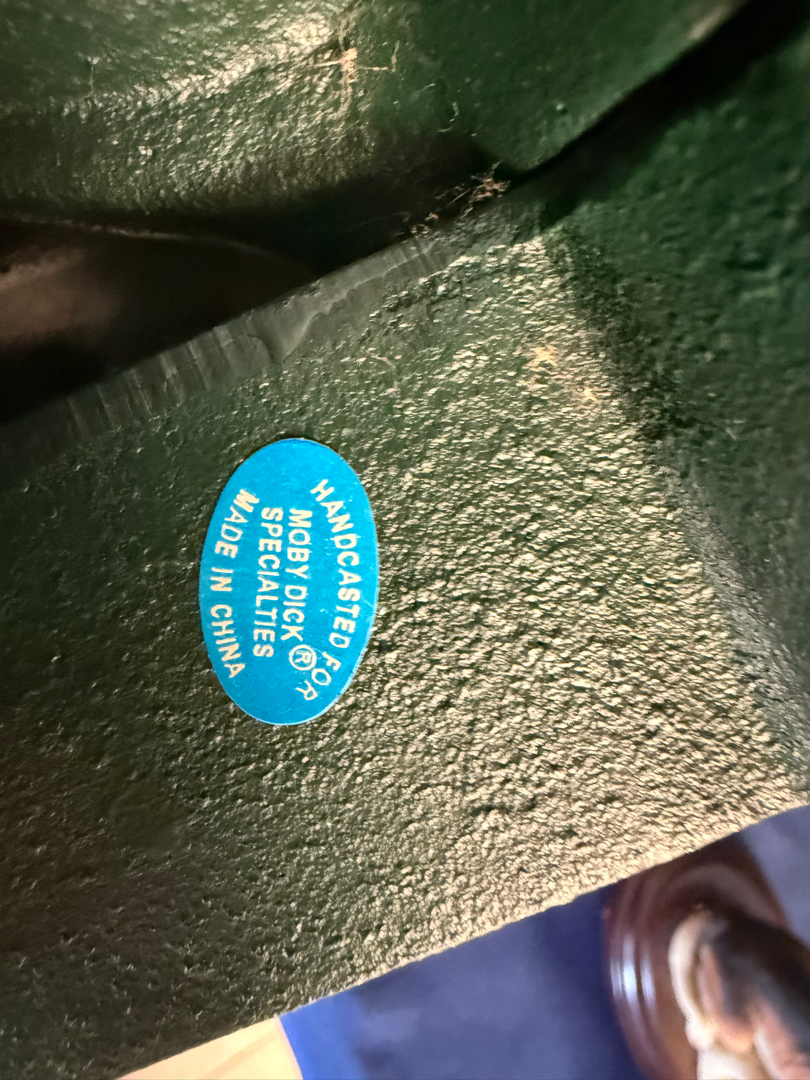 HANDCASTED FOR
MOBY DICK®
SPECIALTIES
MADE IN CHINA